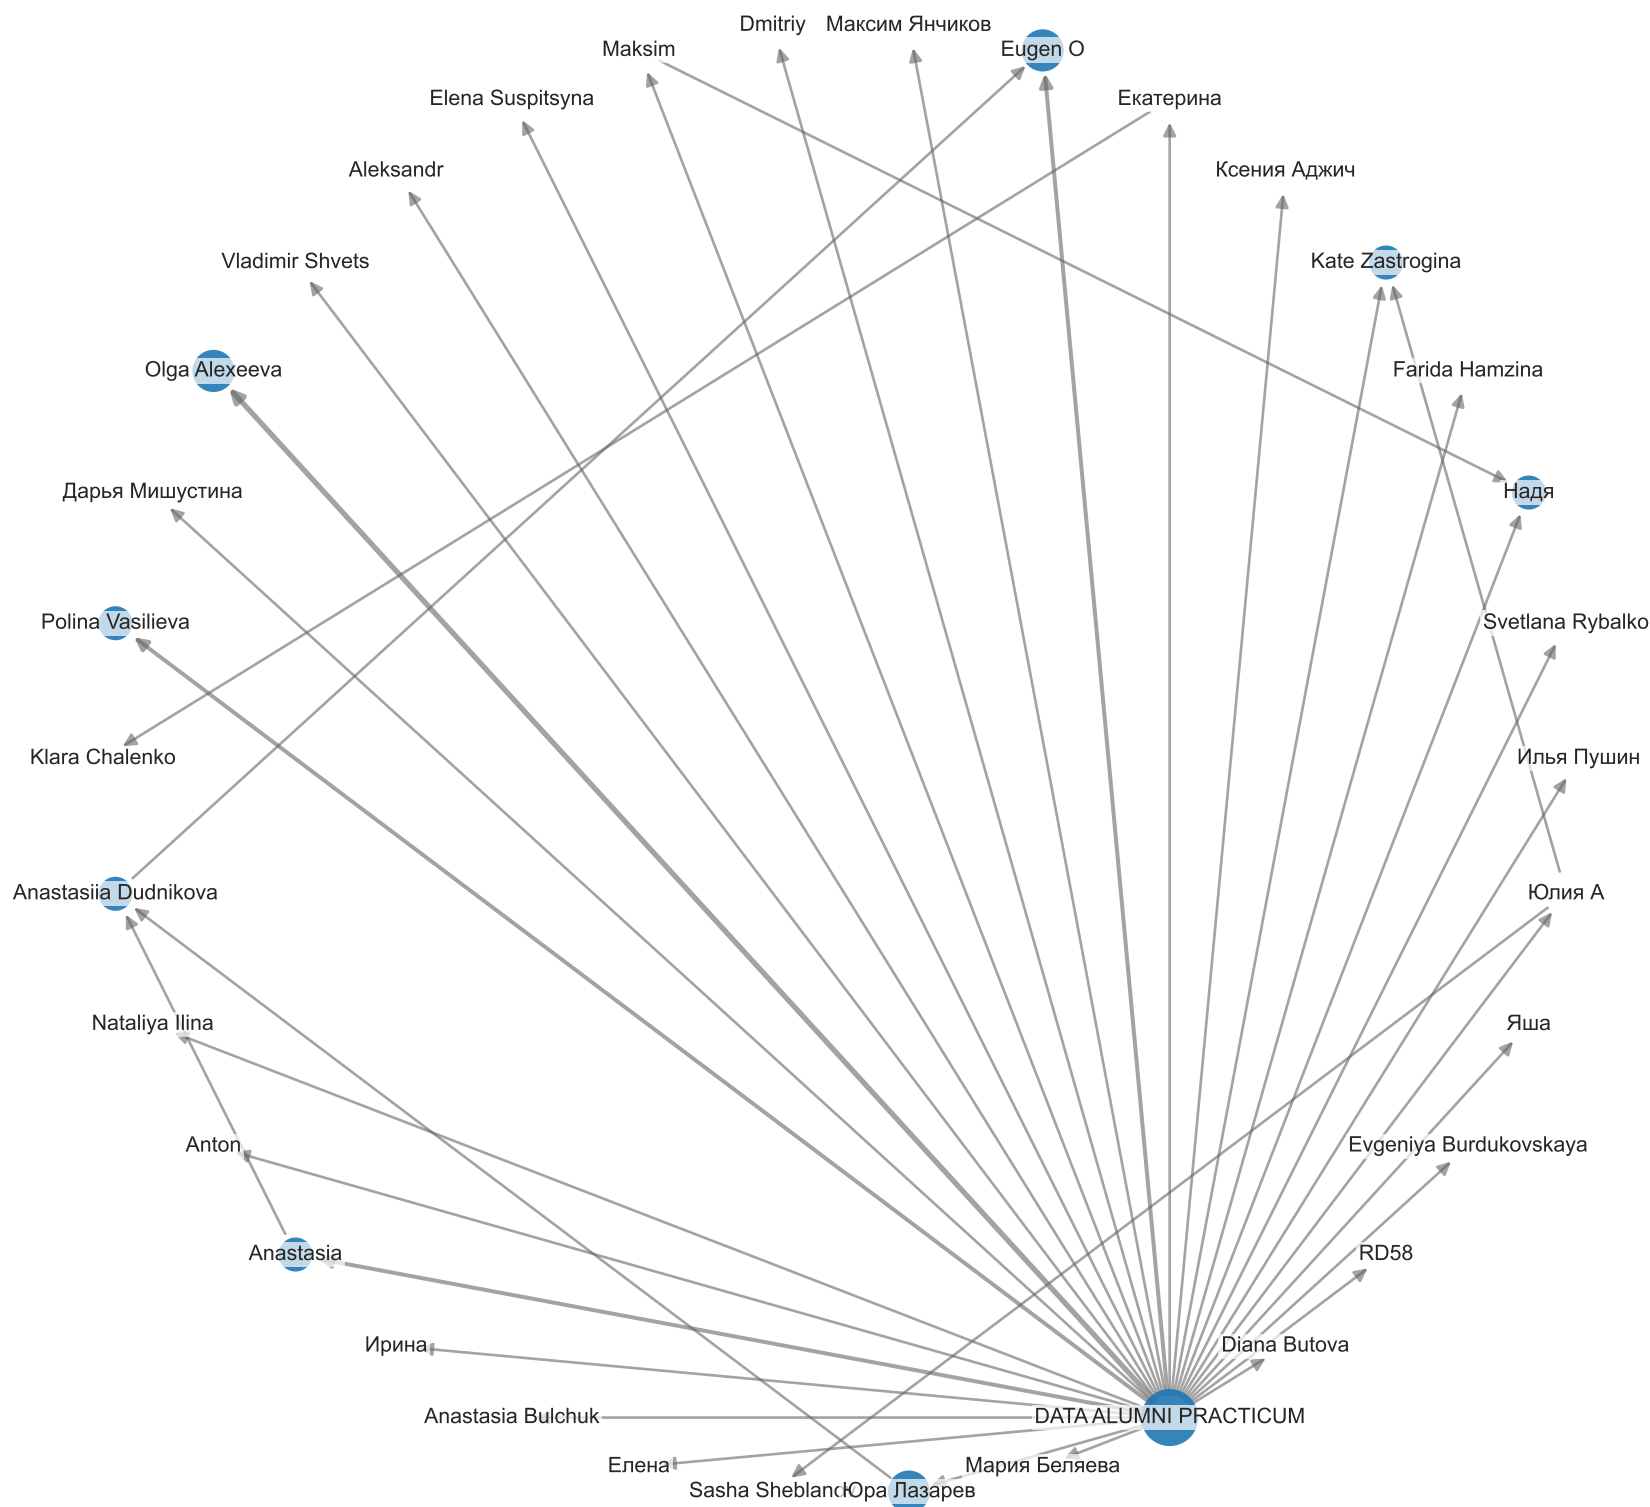 Dmitriy
Максим Янчиков
Maksim
Eugen O
Elena Suspitsyna
Екатерина
Aleksandr
Ксения Аджич
Vladimir Shvets
Kate Zastrogina
Olga Alexeeva
Farida Hamzina
Дарья Мишустина
Надя
Polina Vasilieva
Svetlana Rybalko
Klara Chalenko
Илья Пушин
Anastasiia Dudnikova
Юлия А
Nataliya Ilina
Яша
Anton
Evgeniya Burdukovskaya
Anastasia
RD58
Ирина
Diana Butova
Anastasia Bulchuk
DATA ALUMNI PRACTICUM
Елена
Мария Беляева
Sasha
Юра Лазарев